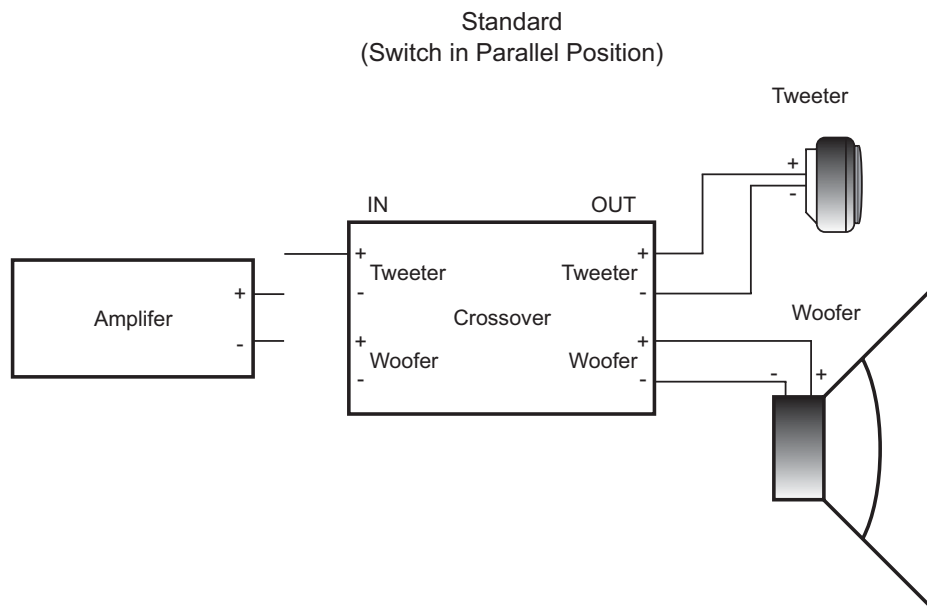 Standard
(Switch in Parallel Position)
Tweeter
+
-
IN
OUT
+
+
Tweeter
Tweeter
-
-
Amplifer
+
-
Crossover
Woofer
+
+
Woofer
Woofer
-
-
-
+